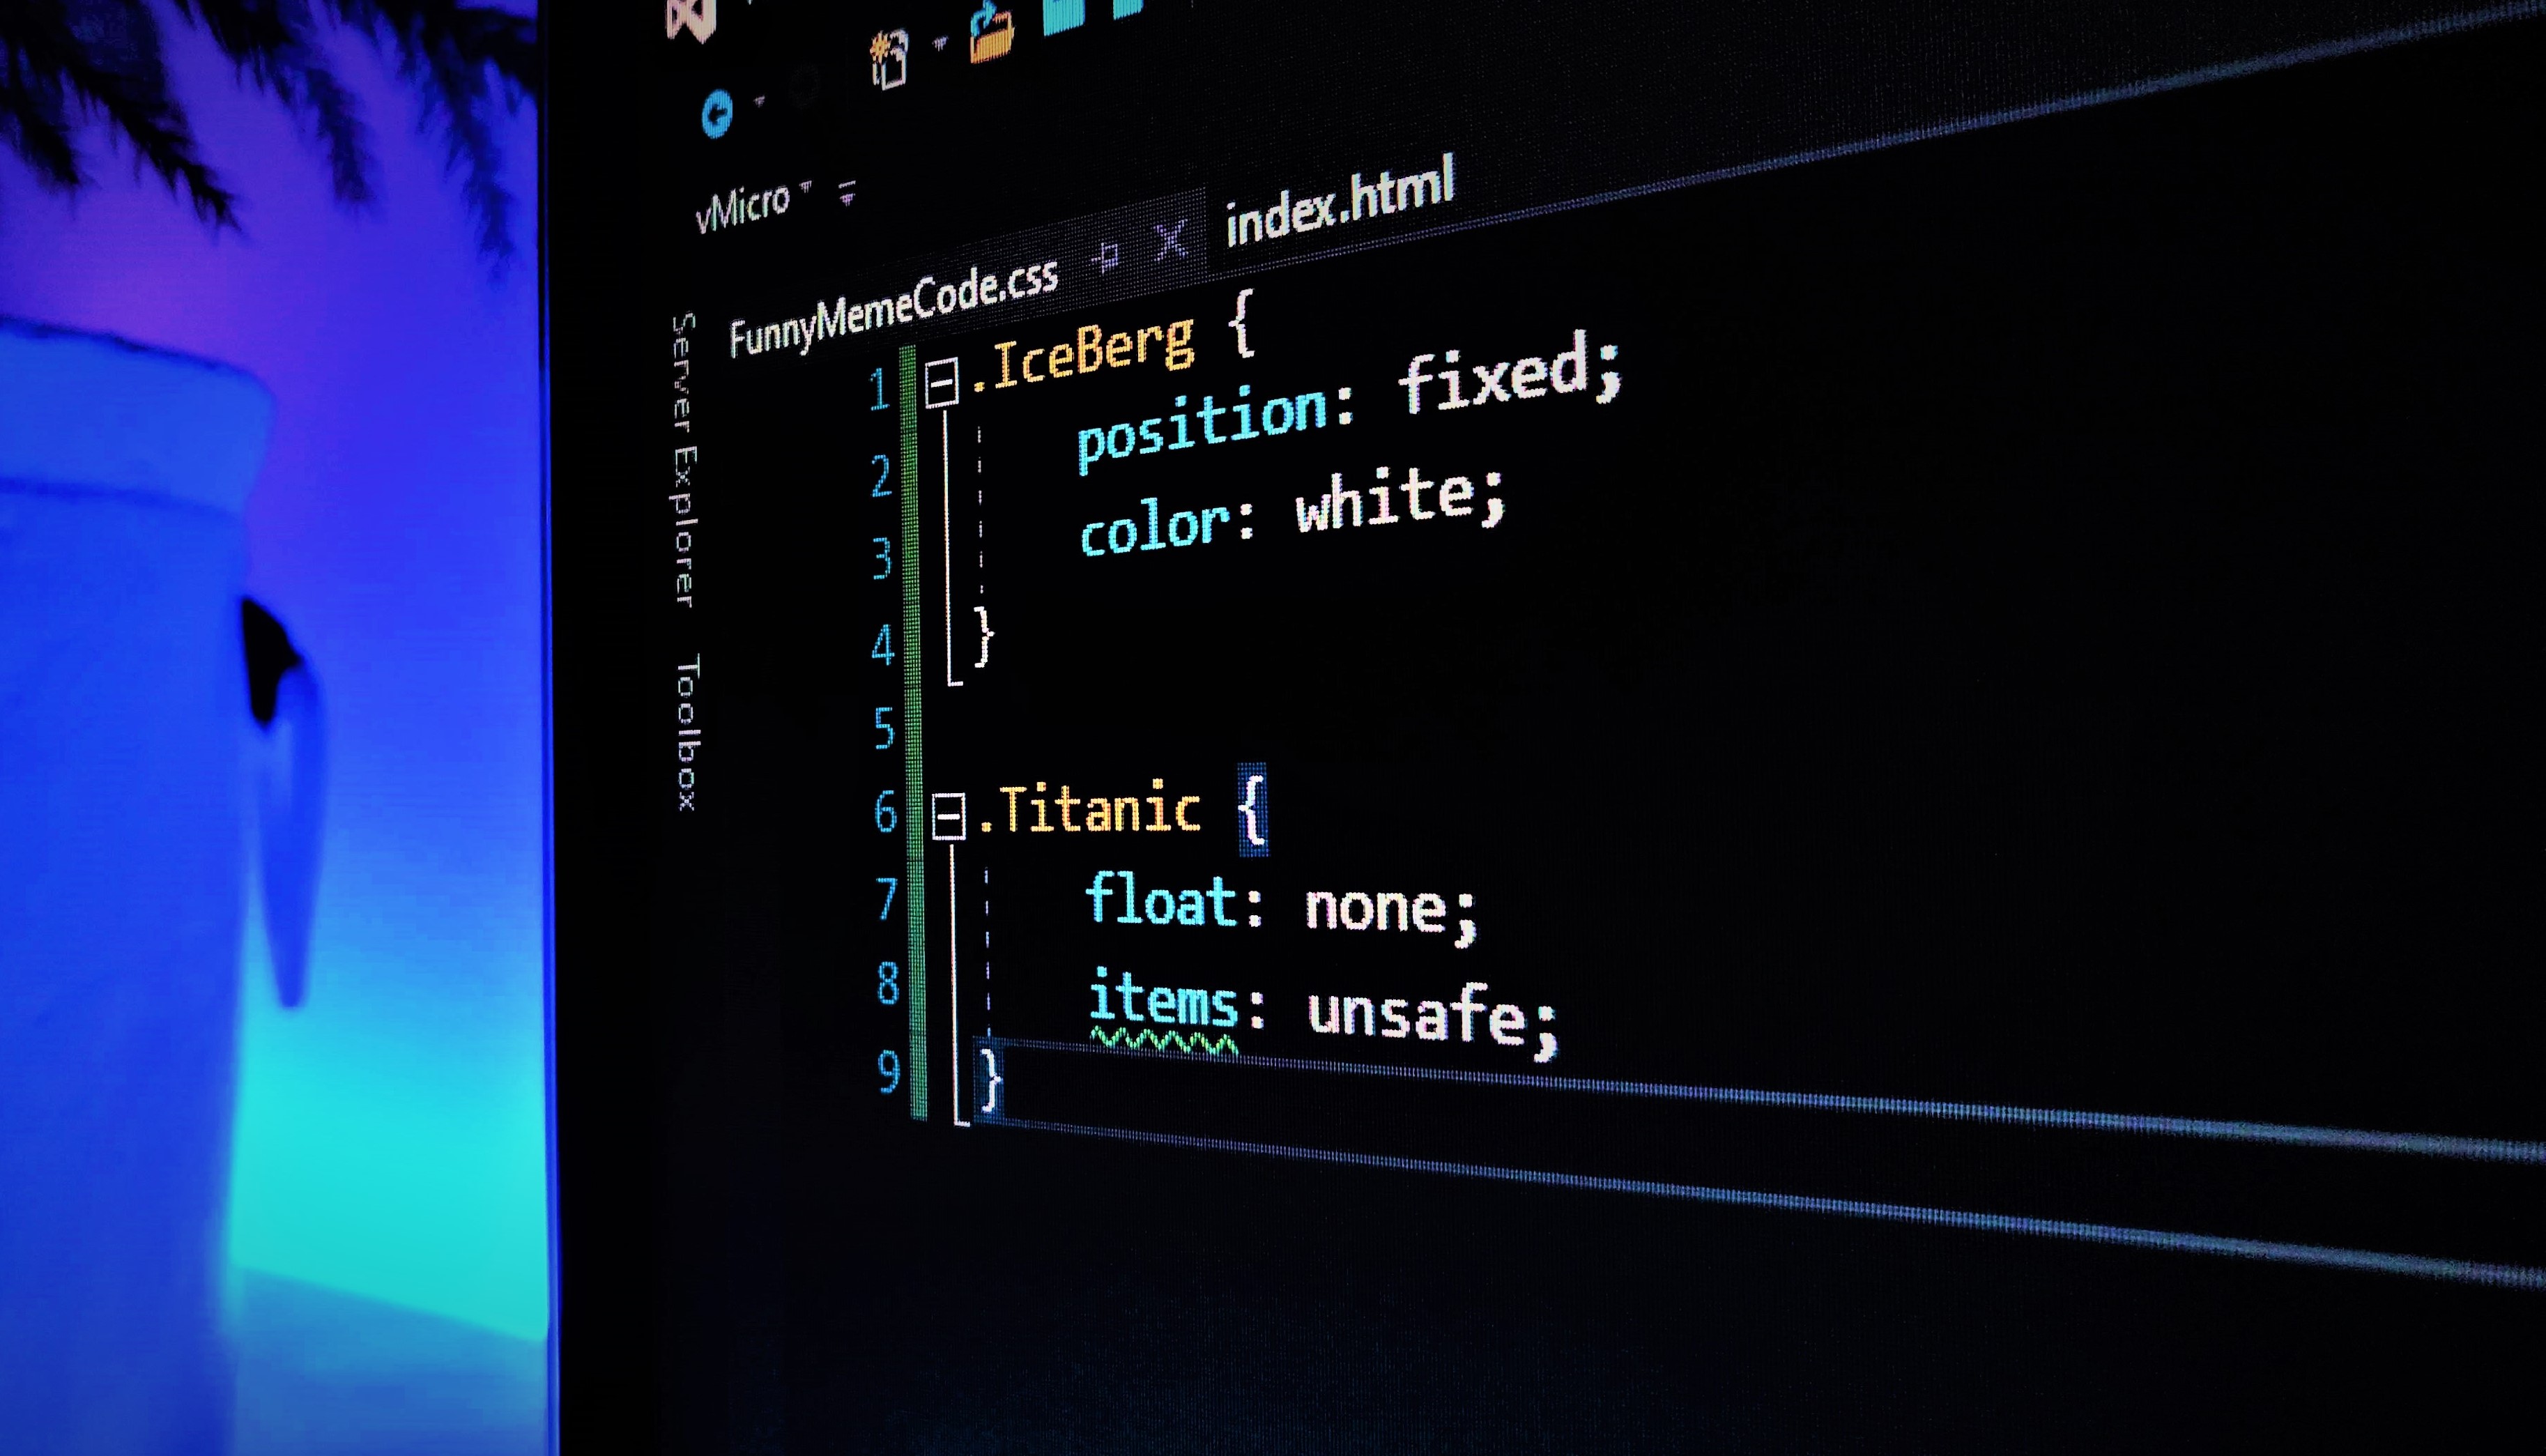 vMicro
FunnyMemeCode.css
index.html
Server Explorer
Toolbox
1 .IceBerg {
2 position: fixed;
3 color: white;
4 }
5
6 .Titanic {
7 float: none;
8 items: unsafe;
9 }